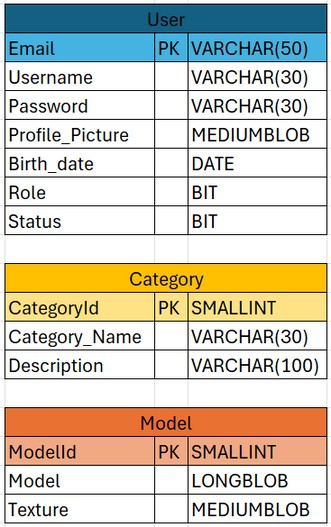 User
Email PK VARCHAR(50)
Username VARCHAR(30)
Password VARCHAR(30)
Profile_Picture MEDIUMBLOB
Birth_date DATE
Role BIT
Status BIT
Category
CategoryId PK SMALLINT
Category_Name VARCHAR(30)
Description VARCHAR(100)
Model
ModelId PK SMALLINT
Model LONGBLOB
Texture MEDIUMBLOB